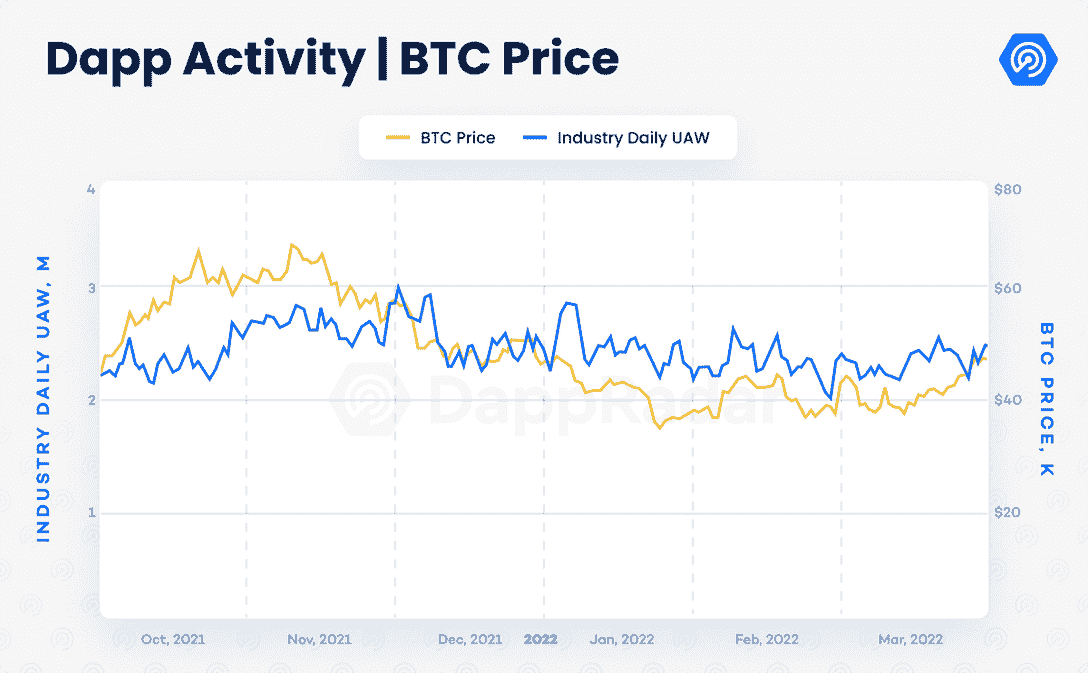 Dapp Activity | BTC Price
BTC Price
Industry Daily UAW
4
3
2
1
$80
$60
$40
$20
INDUSTRY DAILY UAW, M
BTC PRICE, K
DappRadar
Oct, 2021
Nov, 2021
Dec, 2021
2022
Jan, 2022
Feb, 2022
Mar, 2022